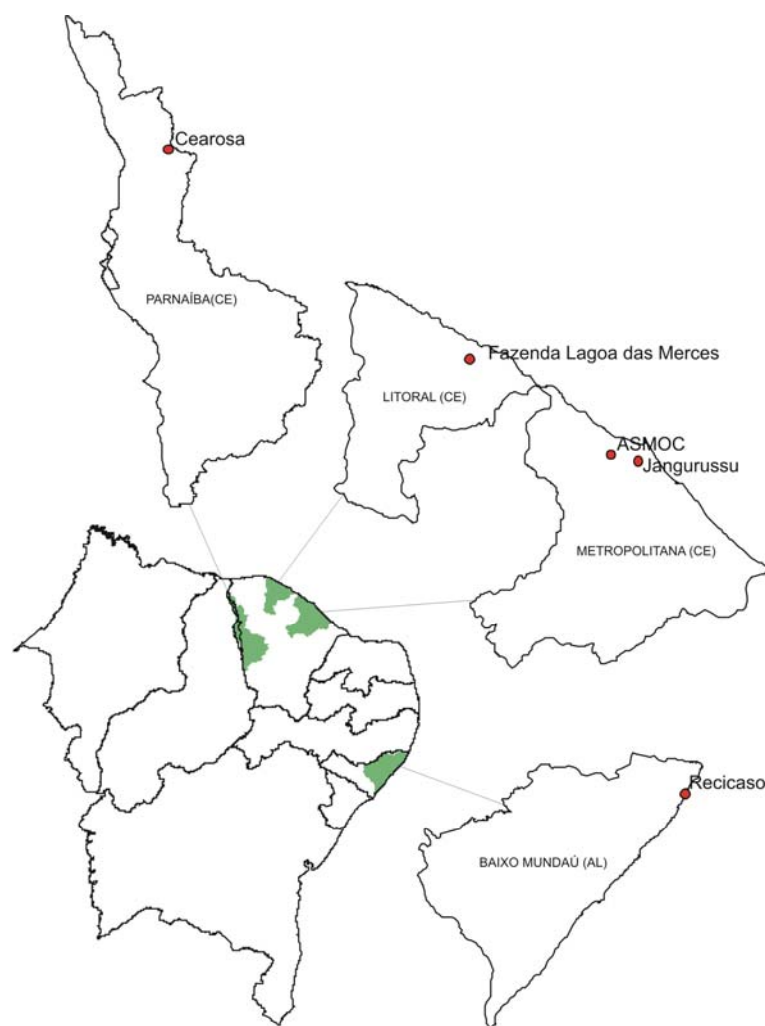 Cearosa
PARNAÍBA(CE)
Fazenda Lagoa das Merces
LITORAL (CE)
ASMOC
Jangurussu
METROPOLITANA (CE)
Recicaso
BAIXO MUNDAÚ (AL)